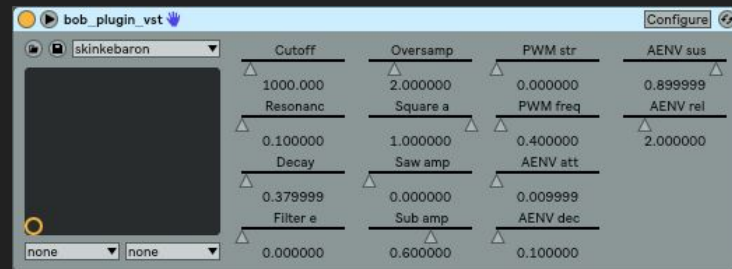 bob_plugin_vst Configure
skinkebaron
Cutoff Oversamp PWM str AENV sus
1000.000 2.000000 0.000000 0.899999
Resonanc Square a PWM freq AENV rel
0.100000 1.000000 0.400000 2.000000
Decay Saw amp AENV att
0.379999 0.000000 0.009999
Filter e Sub amp AENV dec
0.000000 0.600000 0.100000
none none